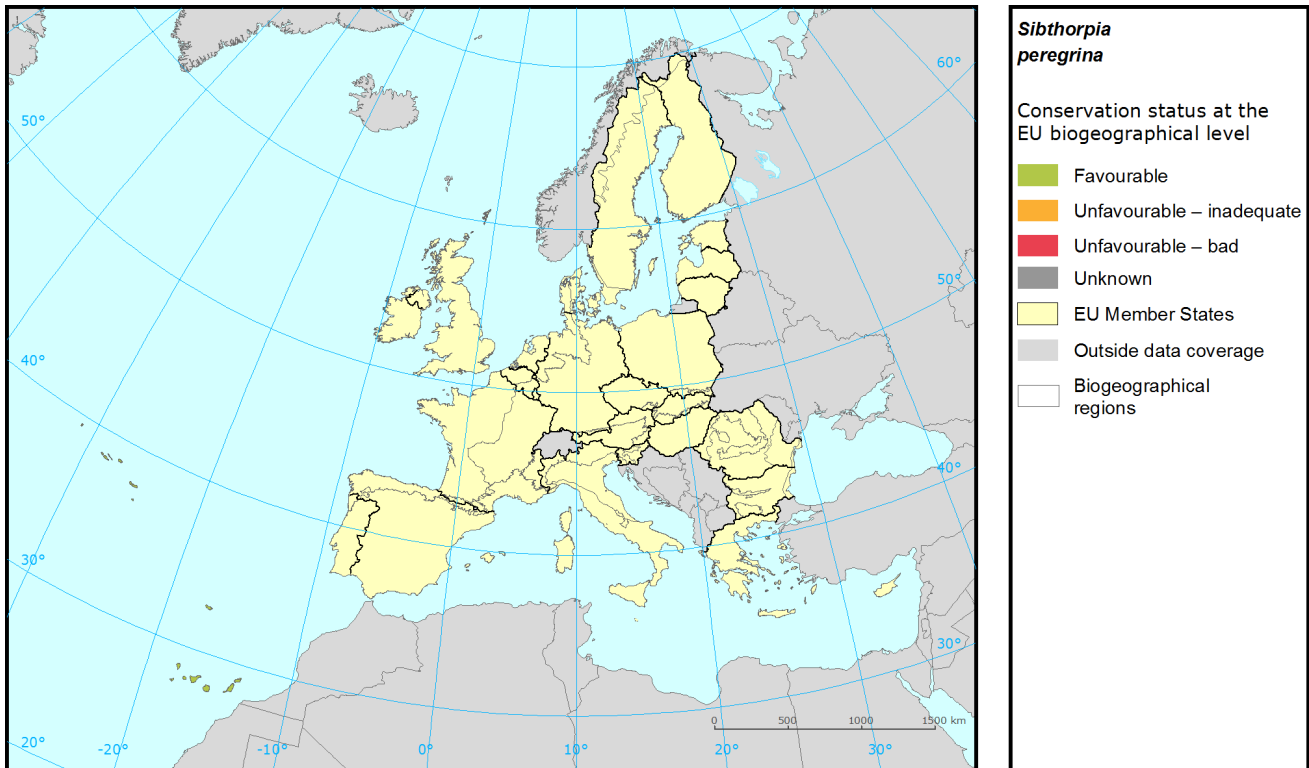 60°
50°
50°
40°
40°
30°
30°
0
500
1000
1500 km
20°
-20°
-10°
0°
10°
20°
30°
Sibthorpia
peregrina
Conservation status at the
EU biogeographical level
Favourable
Unfavourable – inadequate
Unfavourable – bad
Unknown
EU Member States
Outside data coverage
Biogeographical
regions